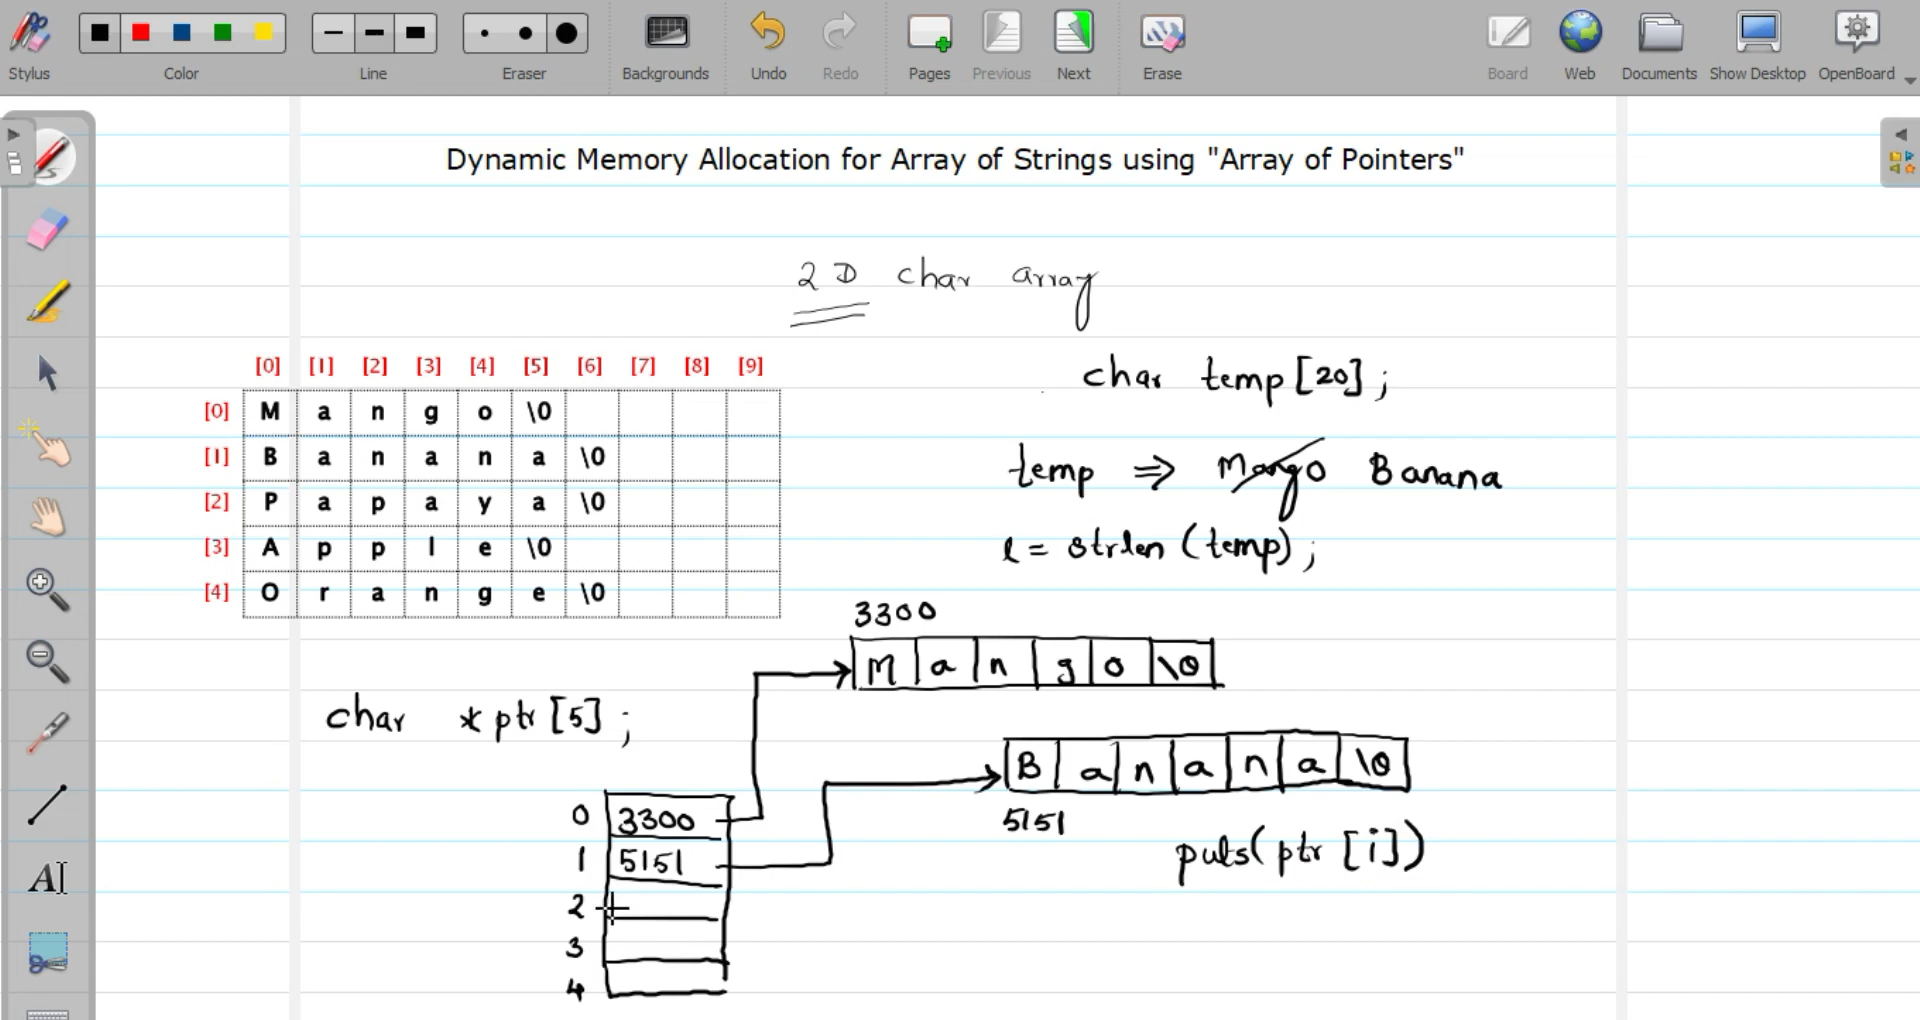 Stylus Color Line Eraser Backgrounds Undo Redo Pages Previous Next Erase Board Web Documents Show Desktop OpenBoard
Dynamic Memory Allocation for Array of Strings using "Array of Pointers"
2D char array
[0] [1] [2] [3] [4] [5] [6] [7] [8] [9]
[0] M a n g o \0
[1] B a n a n a \0
[2] P a p a y a \0
[3] A p p l e \0
[4] O r a n g e \0
char temp[20];
temp ⇒ Mango Banana
l = strlen(temp);
3300
M a n g o \0
char *ptr[5];
B a n a n a \0
5151
puts(ptr[i])
0 3300
1 5151
2
3
4
AI